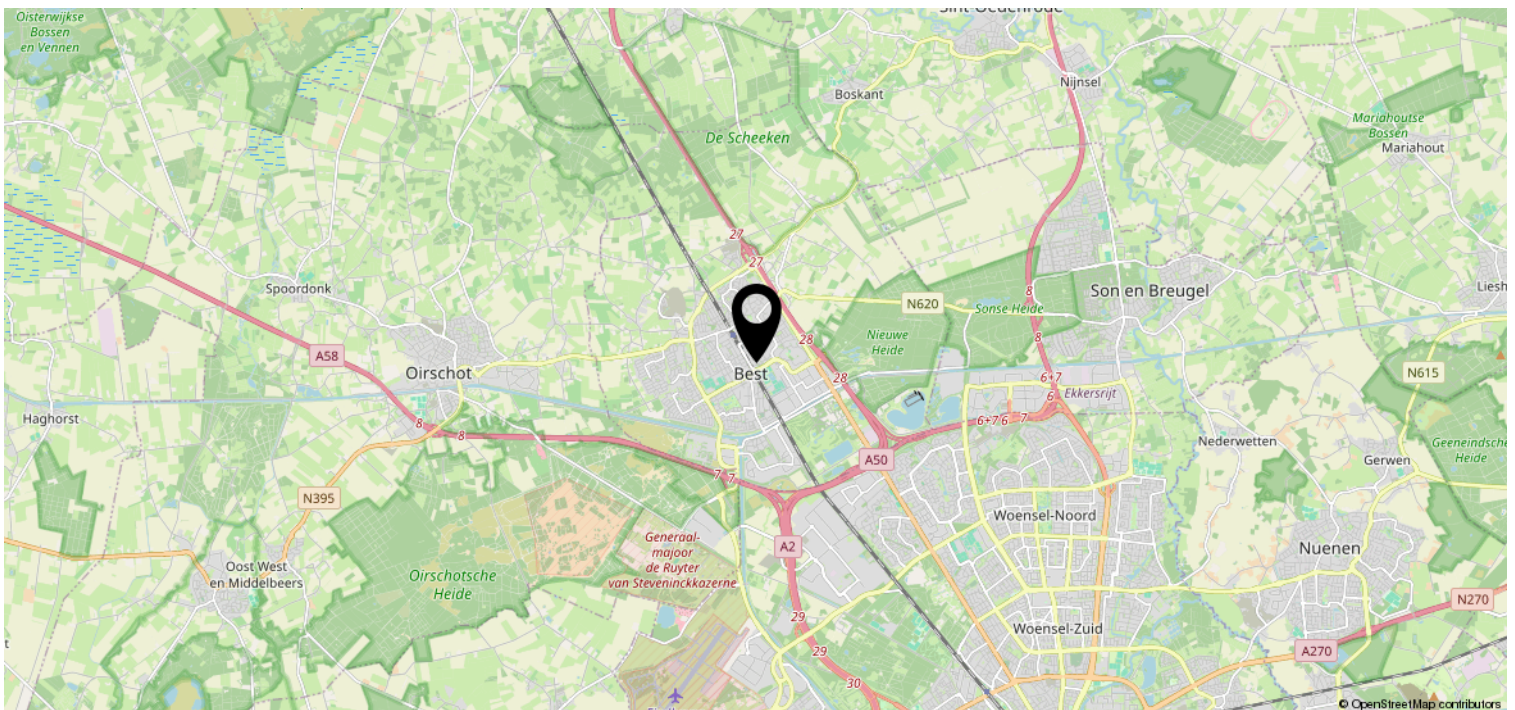 Oisterwijkse
Bossen
en Vennen
Sint-Oedenrode
Nijnsel
Boskant
De Scheeken
Mariahoutse
Bossen
Mariahout
27
27
Spoordonk
8
Son en Breugel
Liesh
N620
Sonse Heide
Nieuwe
Heide
28
8
A58
Oirschot
Best
28
6+7
6
Ekkersrijt
N615
Haghorst
8
8
6+7
6
7
Nederwetten
Geeneindsche
Heide
A50
Gerwen
7
7
N395
Woensel-Noord
Generaal-
majoor
de Ruyter
van Steveninckkazerne
A2
Nuenen
Oost West
en Middelbeers
Oirschotsche
Heide
N270
29
Woensel-Zuid
29
A270
30
© OpenStreetMap contributors